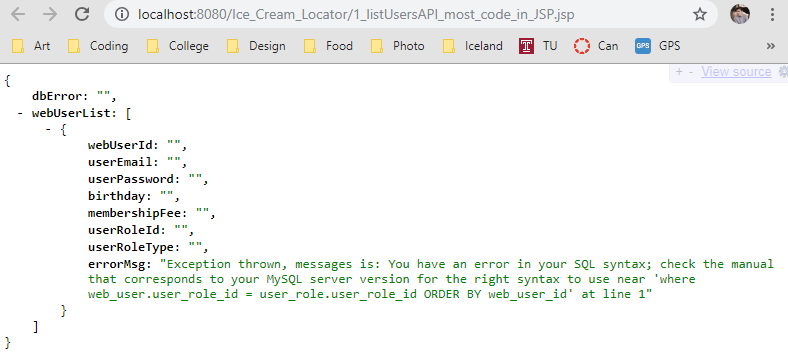 localhost:8080/Ice_Cream_Locator/1_listUsersAPI_most_code_in_JSP.jsp
Art Coding College Design Food Photo Iceland TU Can GPS GPS »
+ - View source
{
dbError: "",
- webUserList: [
- {
webUserId: "",
userEmail: "",
userPassword: "",
birthday: "",
membershipFee: "",
userRoleId: "",
userRoleType: "",
errorMsg: "Exception thrown, messages is: You have an error in your SQL syntax; check the manual
that corresponds to your MySQL server version for the right syntax to use near 'where
web_user.user_role_id = user_role.user_role_id ORDER BY web_user_id' at line 1"
}
]
}